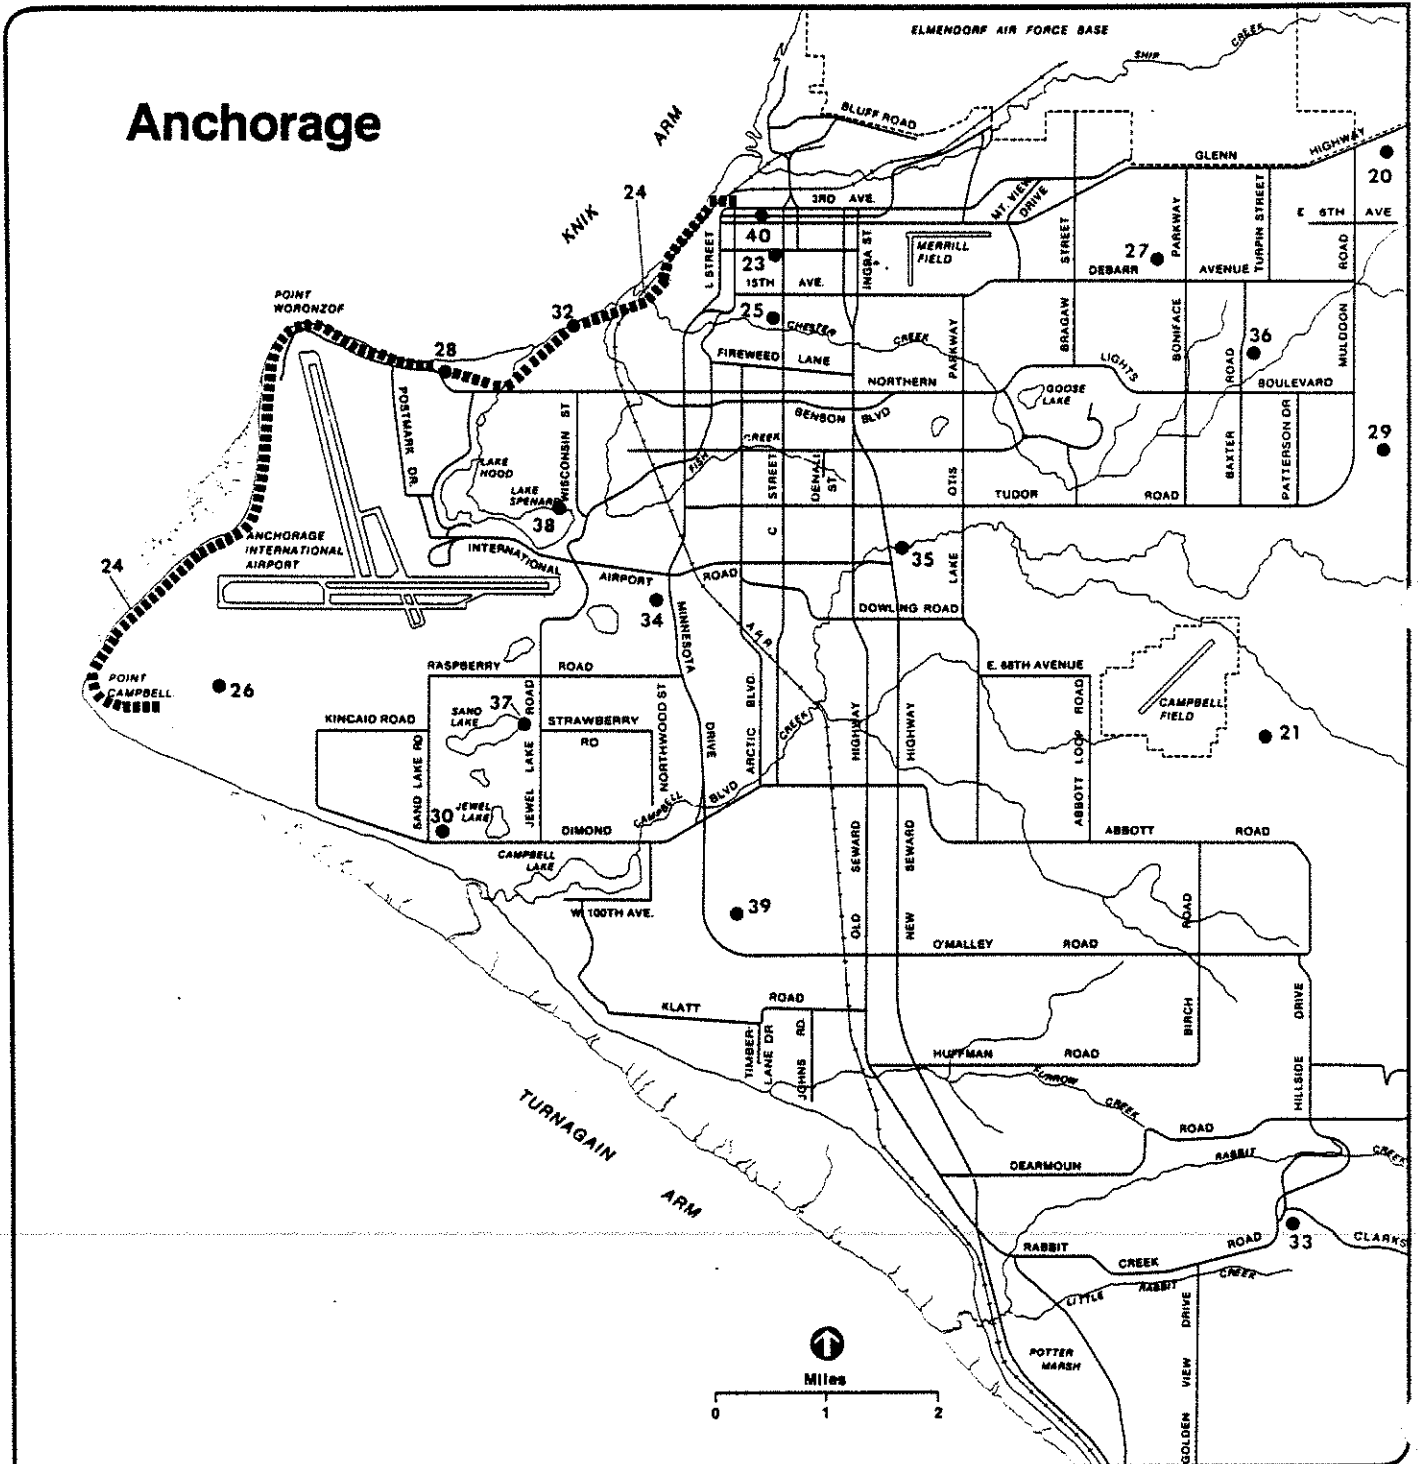 ELMENDORF AIR FORCE BASE
SHIP
CREEK
Anchorage
BLUFF ROAD
ARM
KNIK
GLENN
HIGHWAY
20
24
3RD AVE.
MT. VIEW
DRIVE
E 6TH AVE
40
L STREET
INGRA ST
MERRILL
FIELD
STREET
27
PARKWAY
TURPIN STREET
ROAD
23
15TH AVE.
DEBARR
AVENUE
POINT
WORONZOF
32
25
CHESTER
CREEK
PARKWAY
BRAGAW
BONIFACE
36
MULDOON
28
FIREWEED LANE
NORTHERN
LIGHTS
BOULEVARD
ROAD
POSTMARK DR.
WISCONSIN ST
BENSON BLVD
GOOSE
LAKE
29
LAKE
HOOD
FISH
CREEK
STREET
DENALI
ST.
OTIS
BAXTER
PATTERSON DR
LAKE
SPENARD
38
TUDOR
ROAD
C
ANCHORAGE
INTERNATIONAL
AIRPORT
INTERNATIONAL
AIRPORT
ROAD
35
LAKE
24
34
MINNESOTA
DOWLING ROAD
A R R
RASPBERRY
ROAD
E. 68TH AVENUE
POINT
CAMPBELL
26
NORTHWOOD ST
ARCTIC BLVD.
CAMPBELL
FIELD
37
SAND
LAKE
ROAD
KINCAID ROAD
STRAWBERRY
RD
DRIVE
CREEK
HIGHWAY
HIGHWAY
ABBOTT LOOP ROAD
21
SAND LAKE RD
JEWEL LAKE
JEWEL
LAKE
30
CAMPBELL
BLVD
DIMOND
ABBOTT
ROAD
SEWARD
SEWARD
CAMPBELL
LAKE
W. 100TH AVE.
39
OLD
NEW
ROAD
O'MALLEY
ROAD
KLATT
ROAD
BIRCH
DRIVE
TIMBER-
LANE DR
JOHNS RD.
HUFFMAN
ROAD
HILLSIDE
FURROW
CREEK
TURNAGAIN
ARM
ROAD
DEARMOUN
RABBIT
CREEK
33
RABBIT
CREEK
ROAD
CLARKS
LITTLE
RABBIT
CREEK
POTTER
MARSH
GOLDEN VIEW DRIVE
Miles
0 1 2